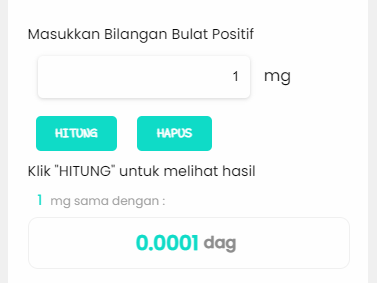 Masukkan Bilangan Bulat Positif
1 mg
HITUNG HAPUS
Klik "HITUNG" untuk melihat hasil
1 mg sama dengan :
0.0001 dag